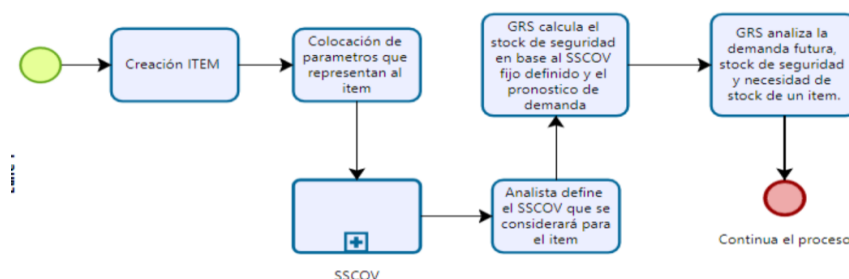 Creación ITEM
Colocación de
parametros que
representan al
item
GRS calcula el
stock de seguridad
en base al SSCOV
fijo definido y el
pronostico de
demanda
GRS analiza la
demanda futura,
stock de seguridad
y necesidad de
stock de un item.
SSCOV
Analista define
el SSCOV que se
considerará para
el item
Continua el proceso